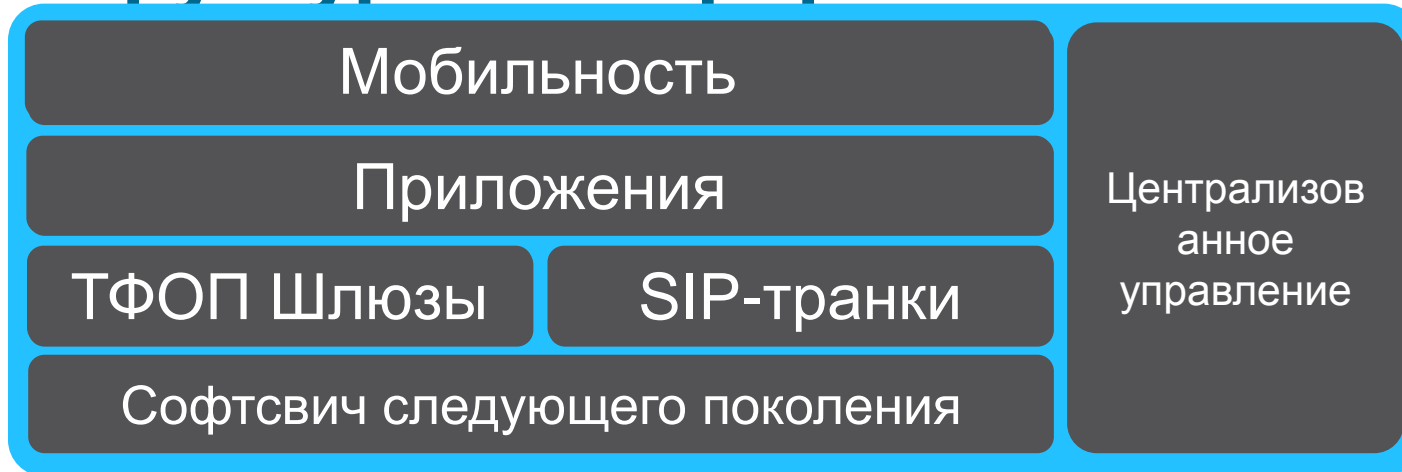 Мобильность
Приложения
ТФОП Шлюзы
SIP-транки
Софтсвич следующего поколения
Централизов
анное
управление